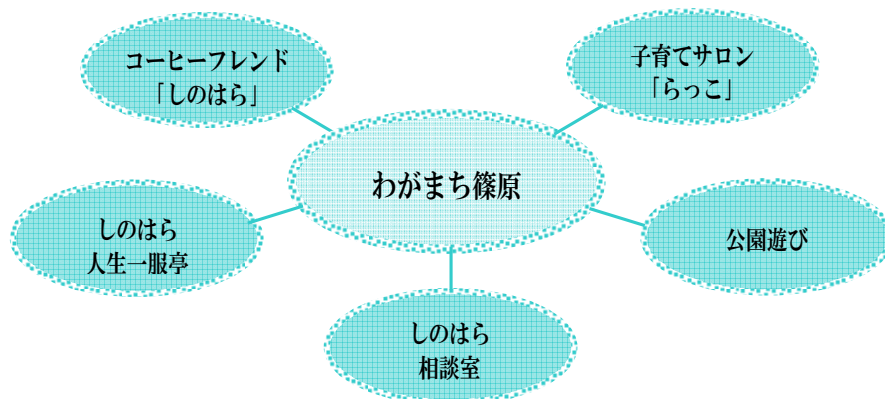 コーヒーフレンド
「しのはら」
子育てサロン
「らっこ」
わがまち篠原
しのはら
人生一服亭
公園遊び
しのはら
相談室